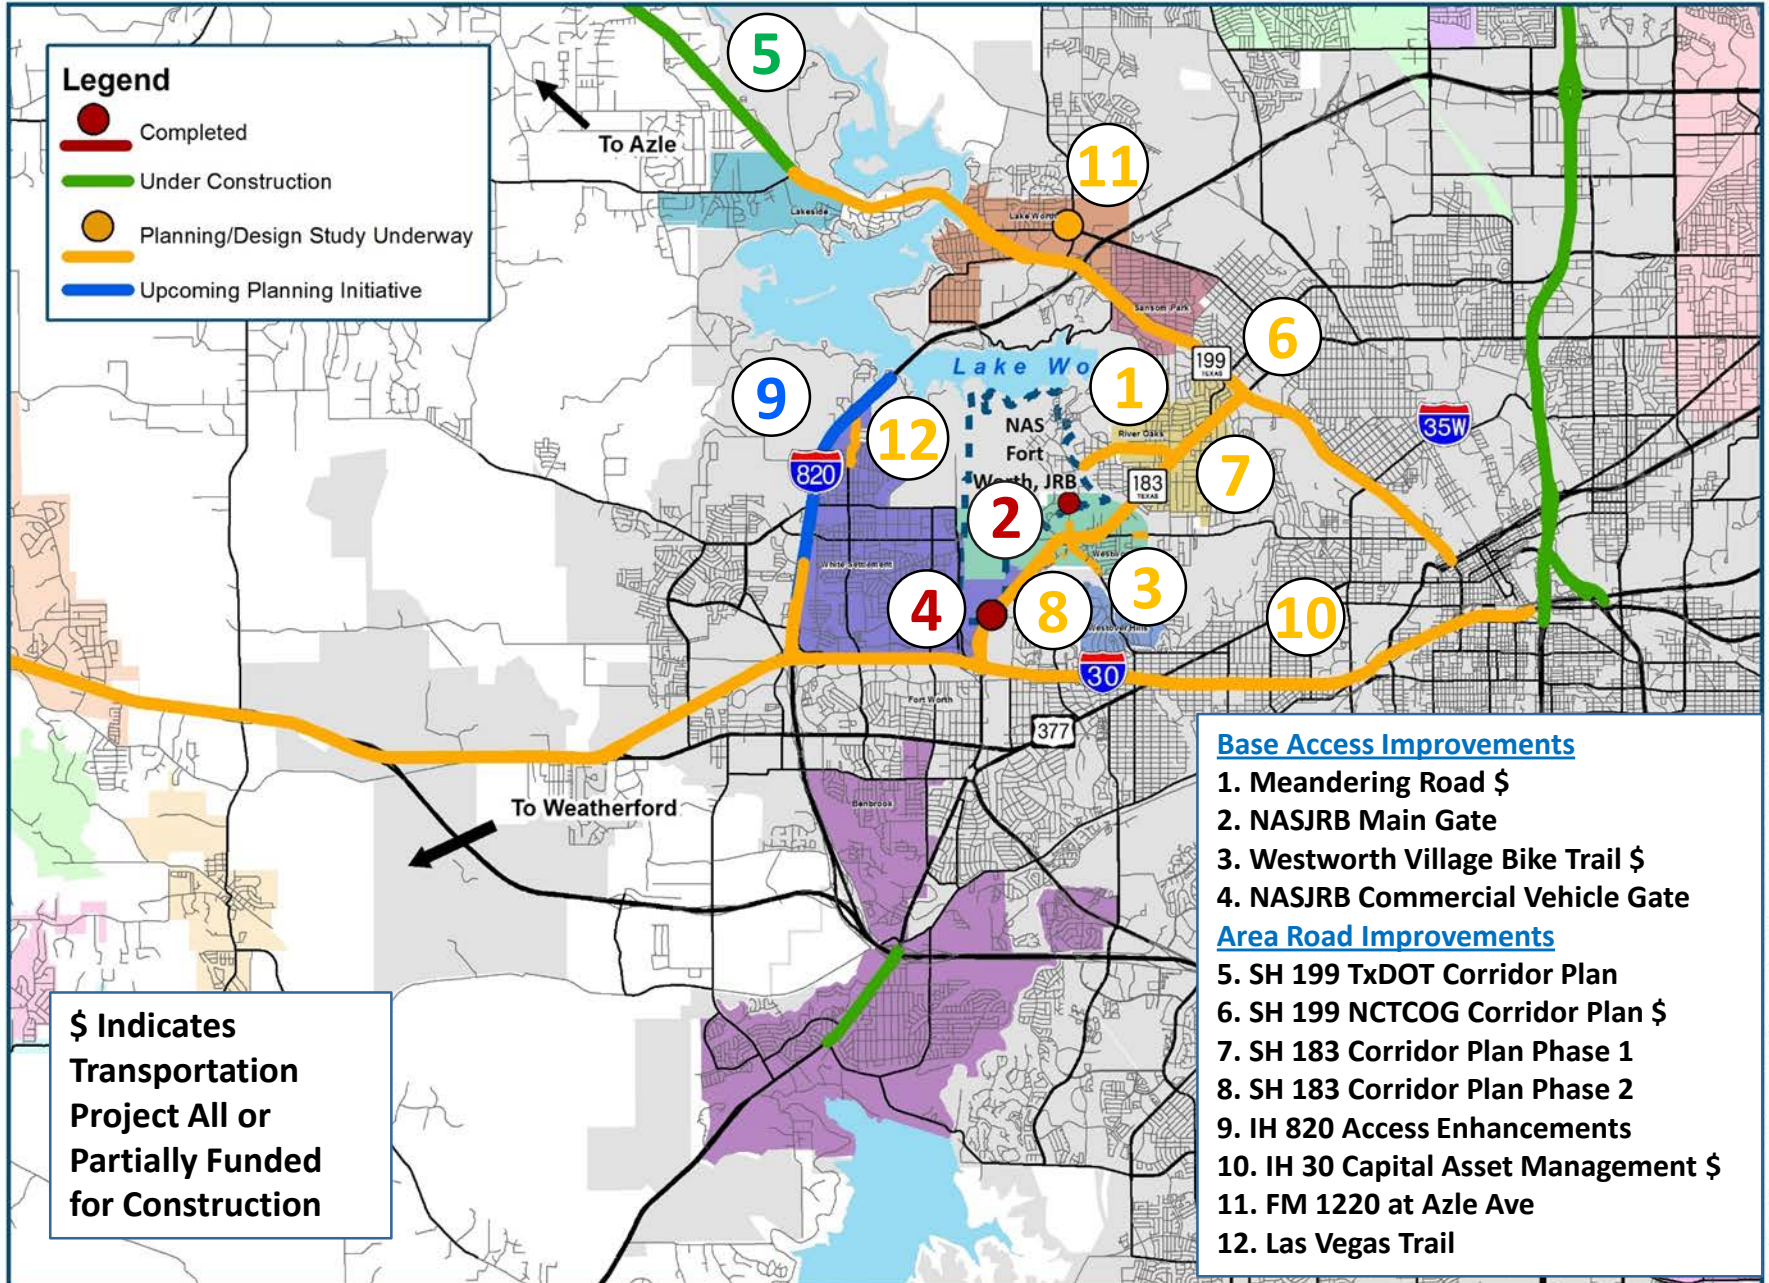 Legend
Completed
Under Construction
Planning/Design Study Underway
Upcoming Planning Initiative
5
To Azle
11
Lakeside
Lake Worth
Sansom Park
6
199
TEXAS
Lake Wo
1
9
12
NAS
Fort
Worth, JRB
River Oaks
35W
820
183
TEXAS
7
2
White Settlement
3
4
8
10
Westover Hills
30
Fort Worth
377
Benbrook
To Weatherford
Base Access Improvements
1. Meandering Road $
2. NASJRB Main Gate
3. Westworth Village Bike Trail $
4. NASJRB Commercial Vehicle Gate
Area Road Improvements
5. SH 199 TxDOT Corridor Plan
6. SH 199 NCTCOG Corridor Plan $
7. SH 183 Corridor Plan Phase 1
8. SH 183 Corridor Plan Phase 2
9. IH 820 Access Enhancements
10. IH 30 Capital Asset Management $
11. FM 1220 at Azle Ave
12. Las Vegas Trail
$ Indicates
Transportation
Project All or
Partially Funded
for Construction